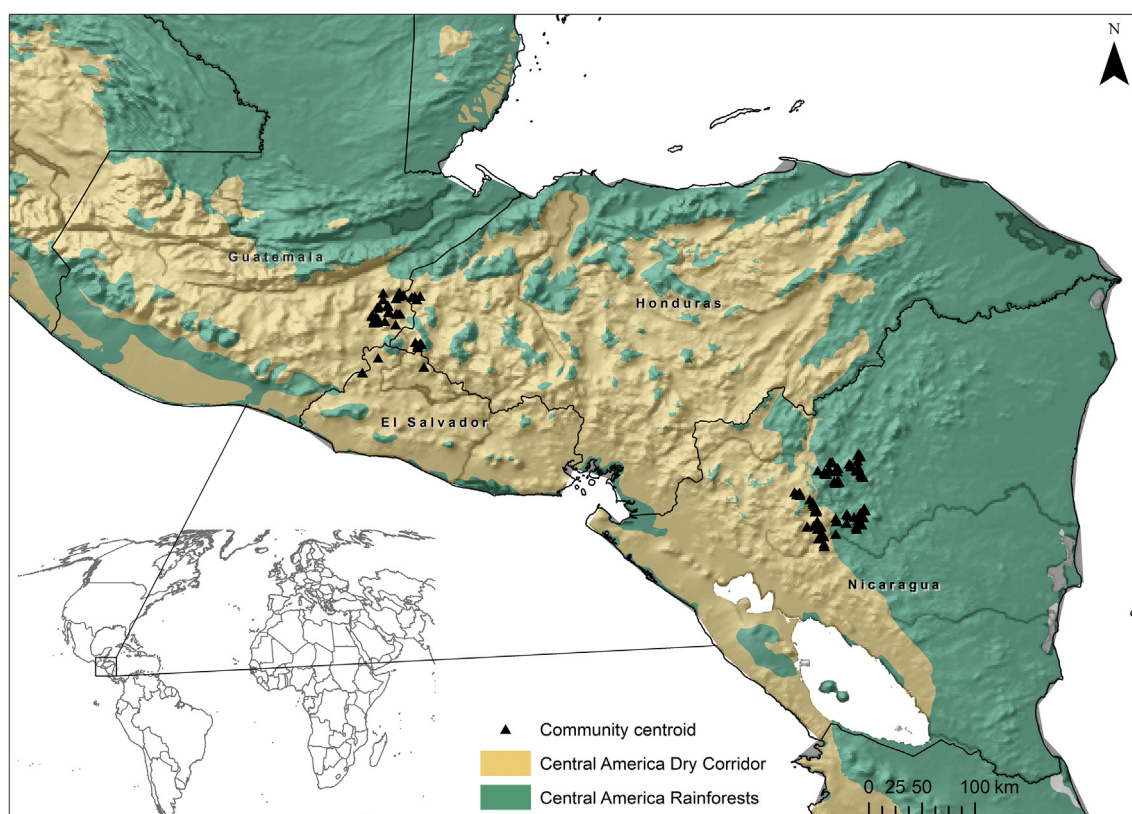 N
Guatemala
Honduras
El Salvador
Nicaragua
Community centroid
Central America Dry Corridor
Central America Rainforests
0 25 50 100 km